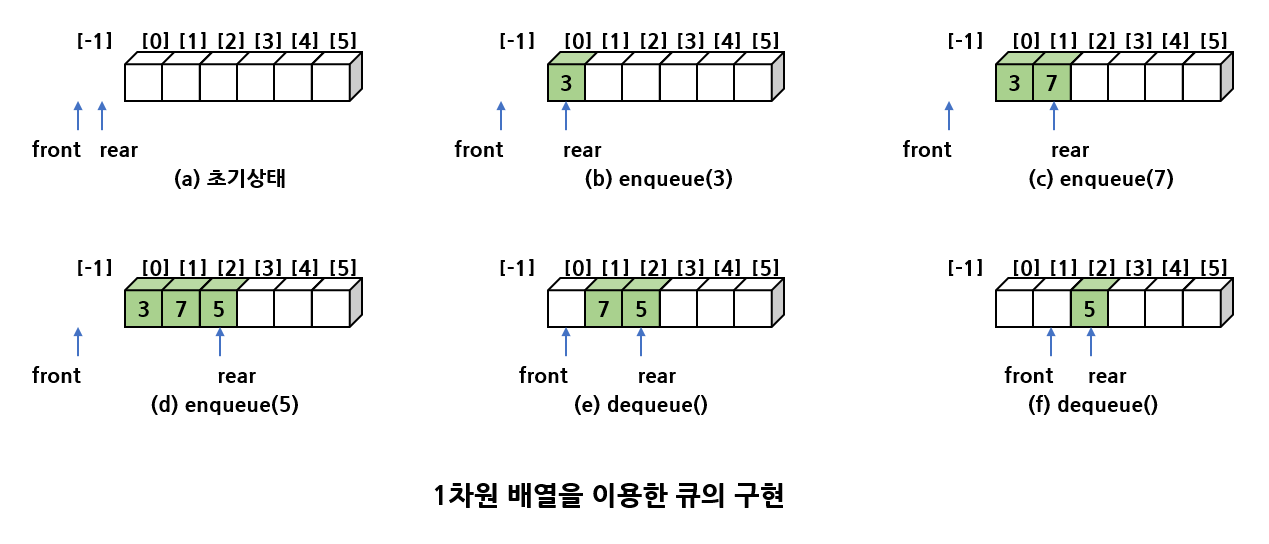 [-1] [0] [1] [2] [3] [4] [5]
front rear
(a) 초기상태
[-1] [0] [1] [2] [3] [4] [5]
3
front rear
(b) enqueue(3)
[-1] [0] [1] [2] [3] [4] [5]
3 7
front rear
(c) enqueue(7)
[-1] [0] [1] [2] [3] [4] [5]
3 7 5
front rear
(d) enqueue(5)
[-1] [0] [1] [2] [3] [4] [5]
7 5
front rear
(e) dequeue()
[-1] [0] [1] [2] [3] [4] [5]
5
front rear
(f) dequeue()
1차원 배열을 이용한 큐의 구현